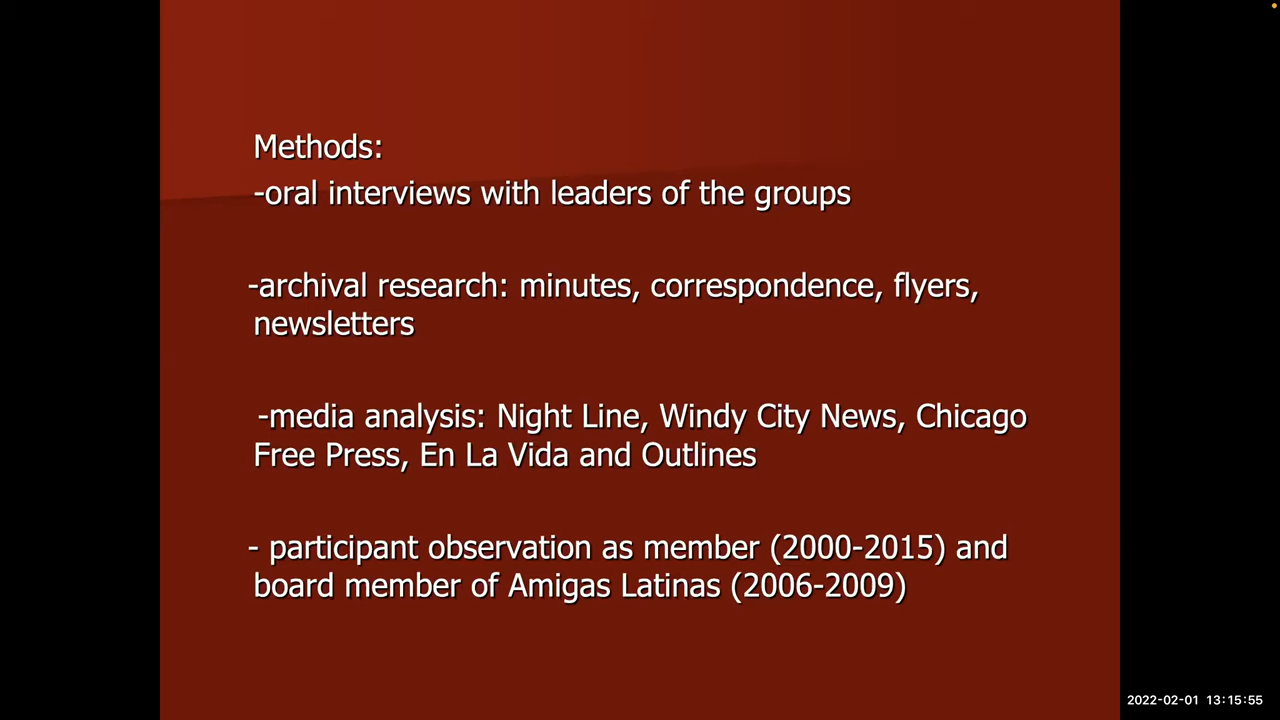 Methods:
-oral interviews with leaders of the groups
-archival research: minutes, correspondence, flyers,
newsletters
-media analysis: Night Line, Windy City News, Chicago
Free Press, En La Vida and Outlines
- participant observation as member (2000-2015) and
board member of Amigas Latinas (2006-2009)
2022-02-01 13:15:55